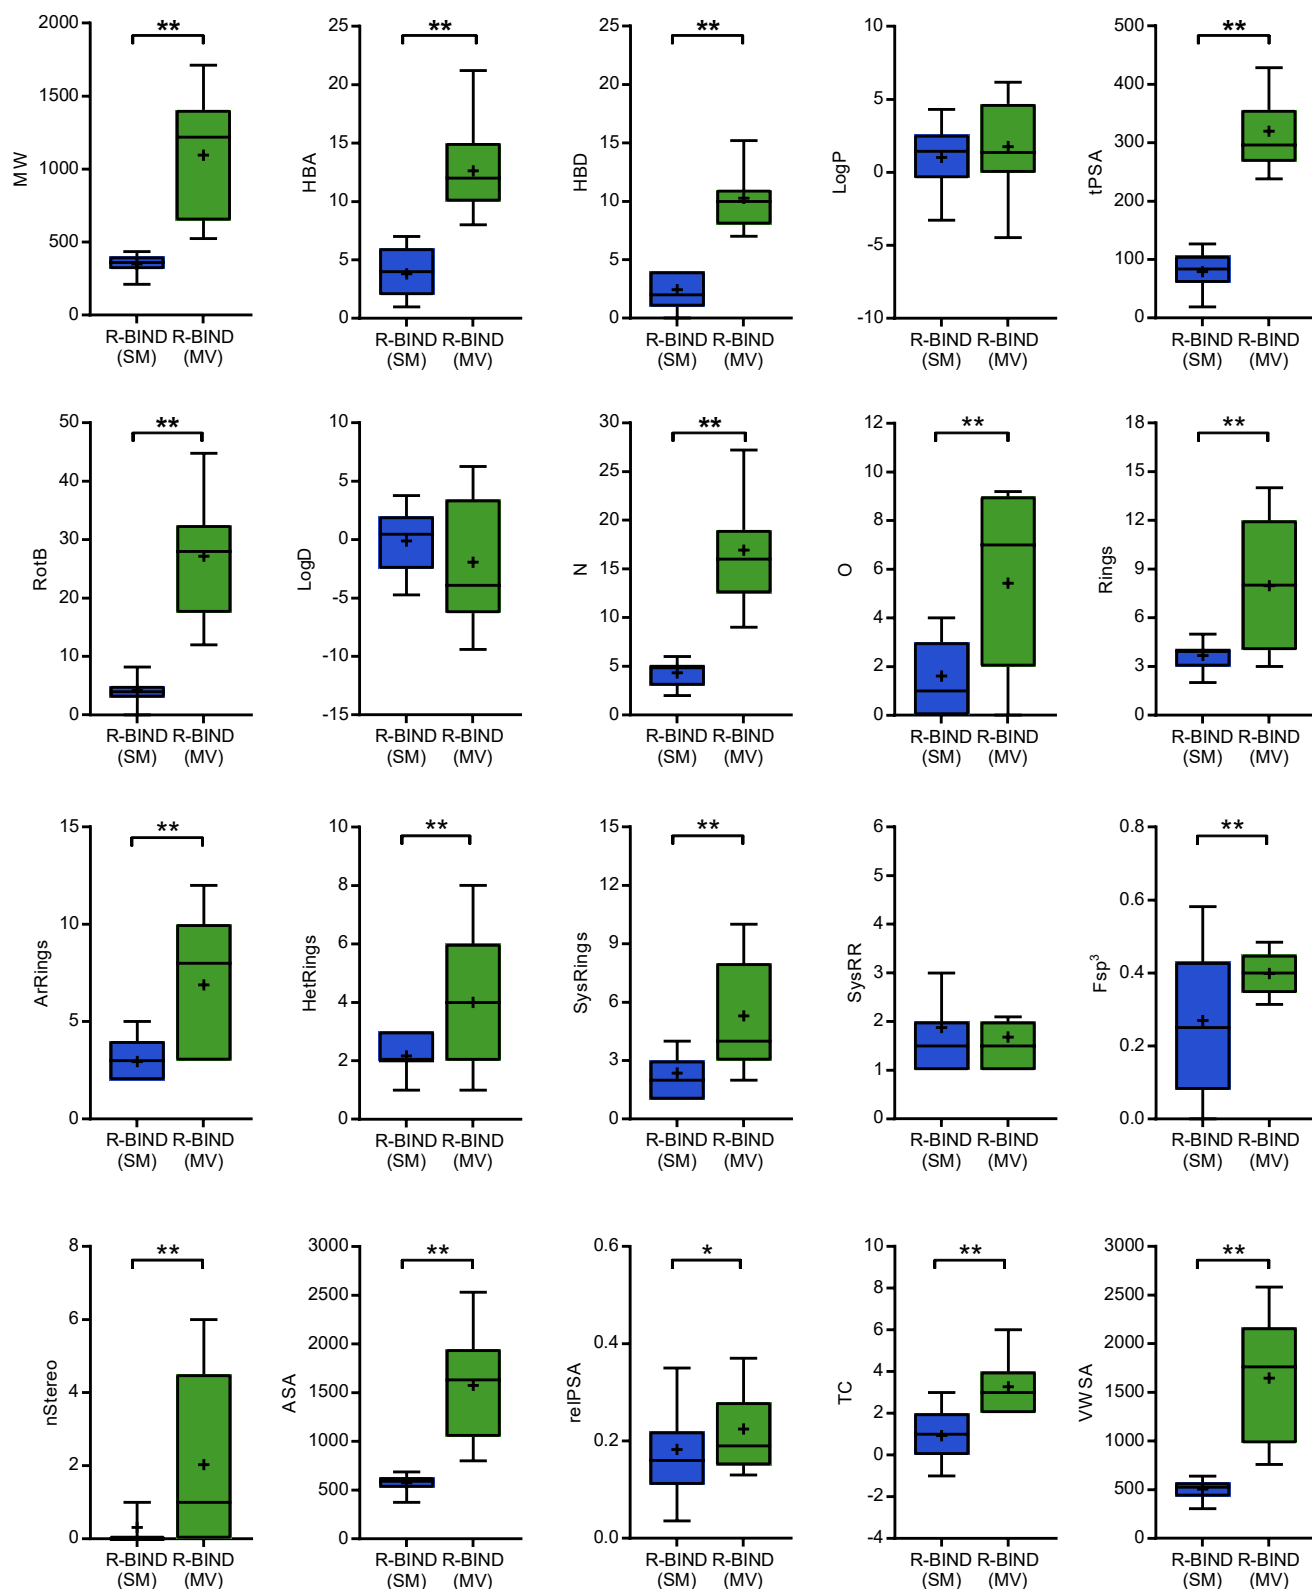 2000
1500
1000
500
0
MW
**
R-BIND R-BIND
(SM) (MV)
25
20
15
10
5
0
HBA
**
R-BIND R-BIND
(SM) (MV)
25
20
15
10
5
0
HBD
**
R-BIND R-BIND
(SM) (MV)
10
5
0
-5
-10
LogP
R-BIND R-BIND
(SM) (MV)
500
400
300
200
100
0
tPSA
**
R-BIND R-BIND
(SM) (MV)
50
40
30
20
10
0
RotB
**
R-BIND R-BIND
(SM) (MV)
10
5
0
-5
-10
-15
LogD
R-BIND R-BIND
(SM) (MV)
30
25
20
15
10
5
0
N
**
R-BIND R-BIND
(SM) (MV)
12
10
8
6
4
2
0
O
**
R-BIND R-BIND
(SM) (MV)
18
15
12
9
6
3
0
Rings
**
R-BIND R-BIND
(SM) (MV)
15
10
5
0
ArRings
**
R-BIND R-BIND
(SM) (MV)
10
8
6
4
2
0
HetRings
**
R-BIND R-BIND
(SM) (MV)
15
12
9
6
3
0
SysRings
**
R-BIND R-BIND
(SM) (MV)
6
5
4
3
2
1
0
SysRR
R-BIND R-BIND
(SM) (MV)
0.8
0.6
0.4
0.2
0.0
Fsp³
**
R-BIND R-BIND
(SM) (MV)
8
6
4
2
0
nStereo
**
R-BIND R-BIND
(SM) (MV)
3000
2500
2000
1500
1000
500
0
ASA
**
R-BIND R-BIND
(SM) (MV)
0.6
0.4
0.2
0.0
relPSA
*
R-BIND R-BIND
(SM) (MV)
10
8
6
4
2
0
-2
-4
TC
**
R-BIND R-BIND
(SM) (MV)
3000
2500
2000
1500
1000
500
0
VWSA
**
R-BIND R-BIND
(SM) (MV)